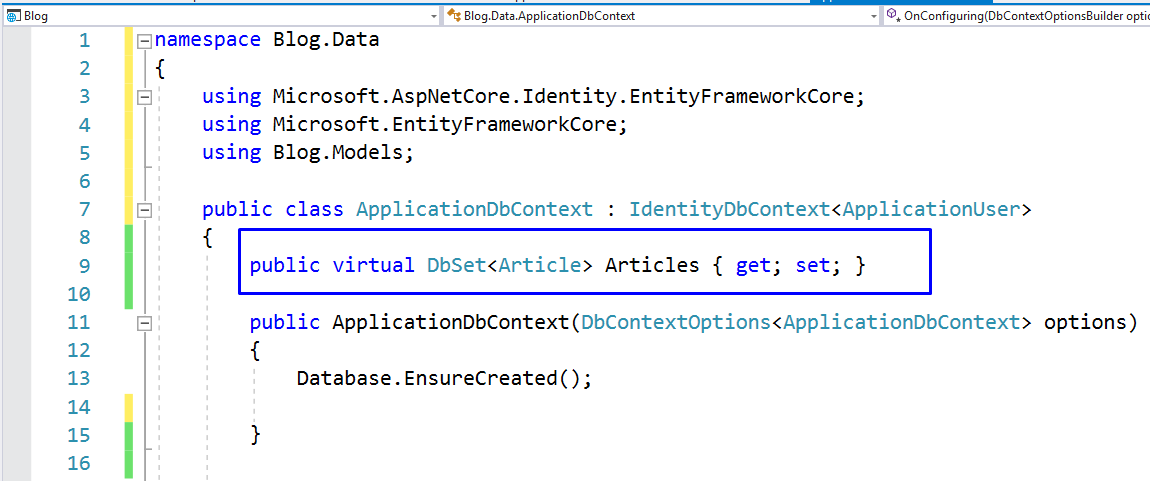 Blog
Blog.Data.ApplicationDbContext
OnConfiguring(DbContextOptionsBuilder optio
1 namespace Blog.Data
2 {
3 using Microsoft.AspNetCore.Identity.EntityFrameworkCore;
4 using Microsoft.EntityFrameworkCore;
5 using Blog.Models;
6
7 public class ApplicationDbContext : IdentityDbContext<ApplicationUser>
8 {
9 public virtual DbSet<Article> Articles { get; set; }
10
11 public ApplicationDbContext(DbContextOptions<ApplicationDbContext> options)
12 {
13 Database.EnsureCreated();
14
15 }
16